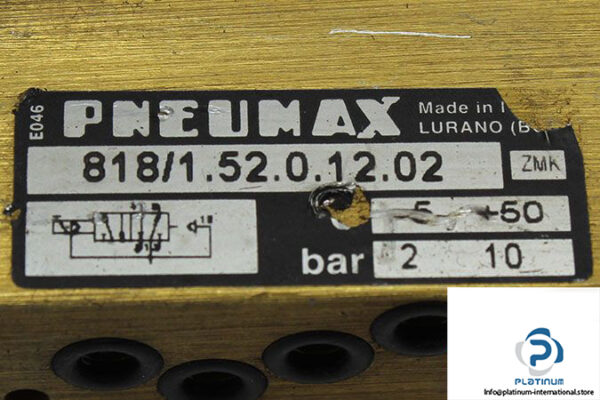 E046
PNEUMAX
Made in I
LURANO (B
818/1.52.0.12.02
ZMK
12
5 +50
bar 2 10
PLATINUM
Info@platinum-international.store